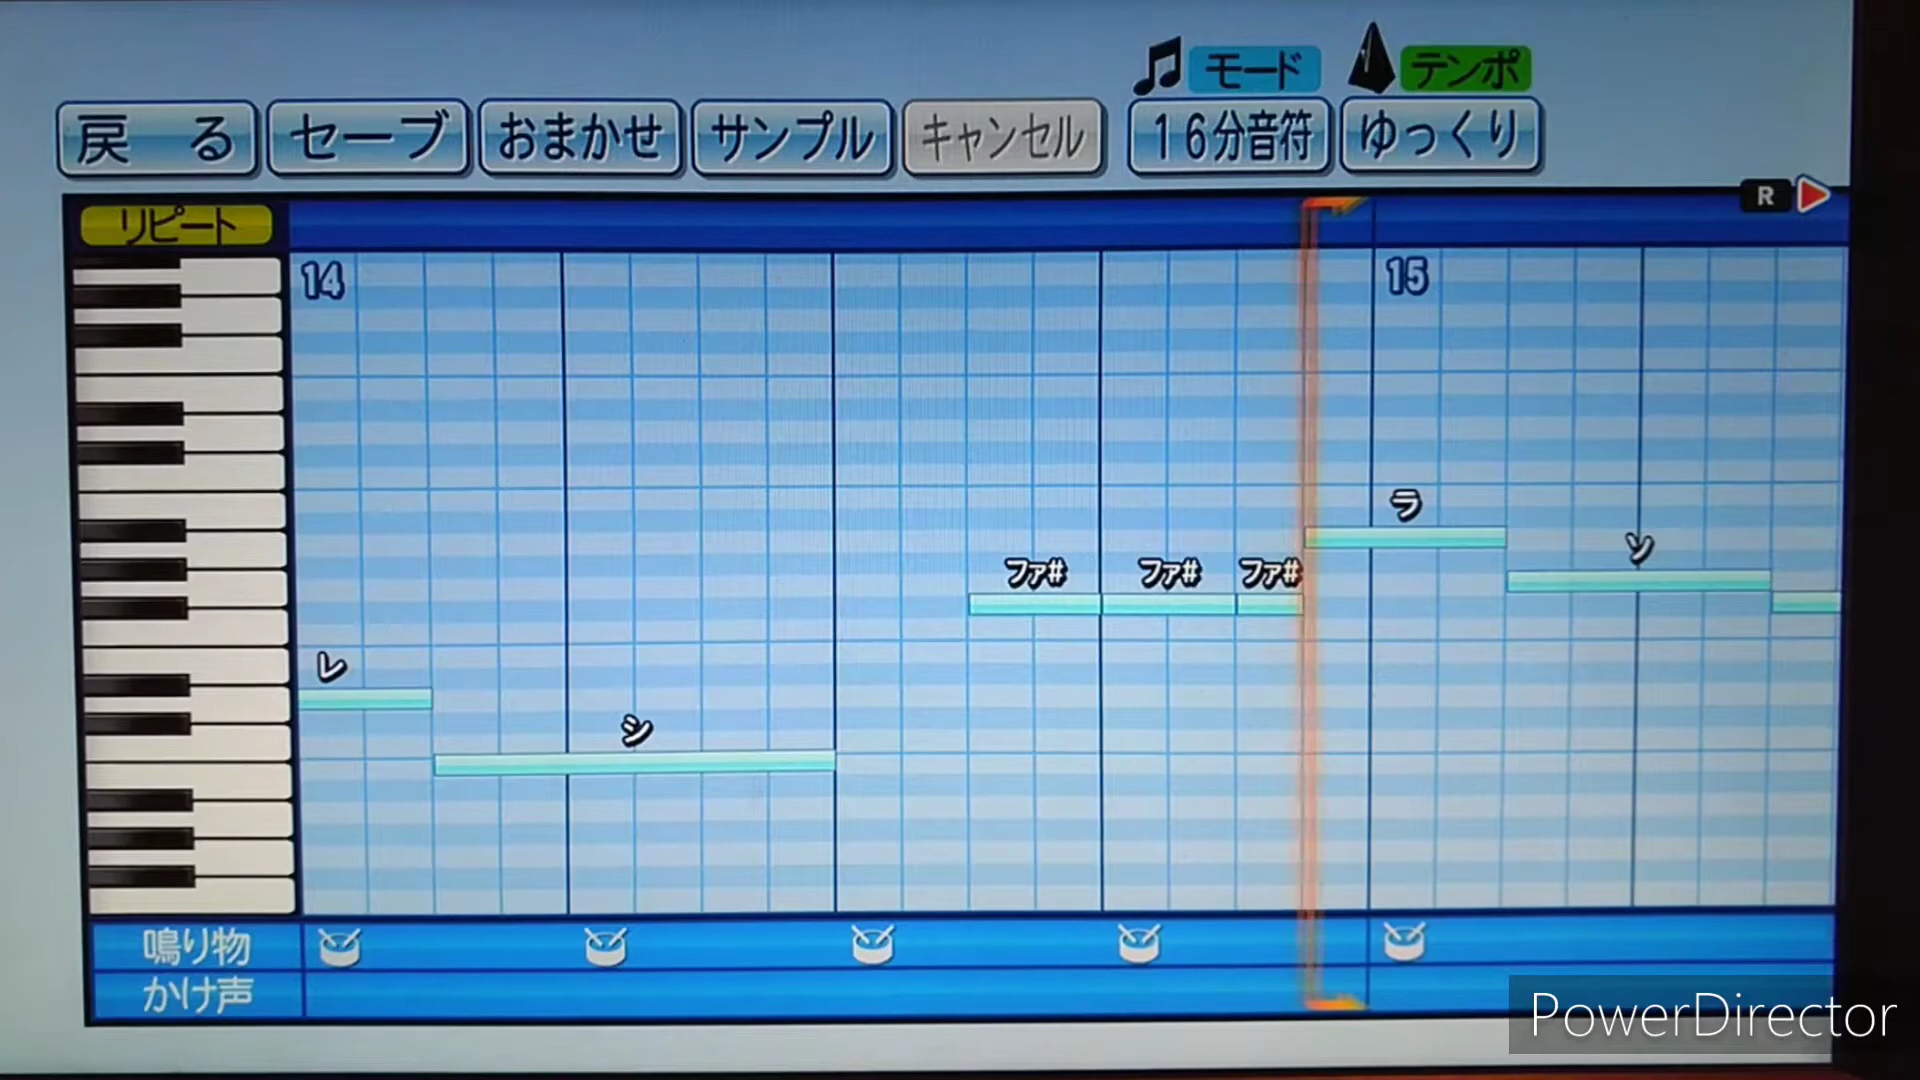 モード テンポ
戻る セーブ おまかせ サンプル キャンセル 16分音符 ゆっくり
R
リピート
14 15
ラ
ソ
ファ# ファ# ファ#
レ
シ
鳴り物
かけ声
PowerDirector